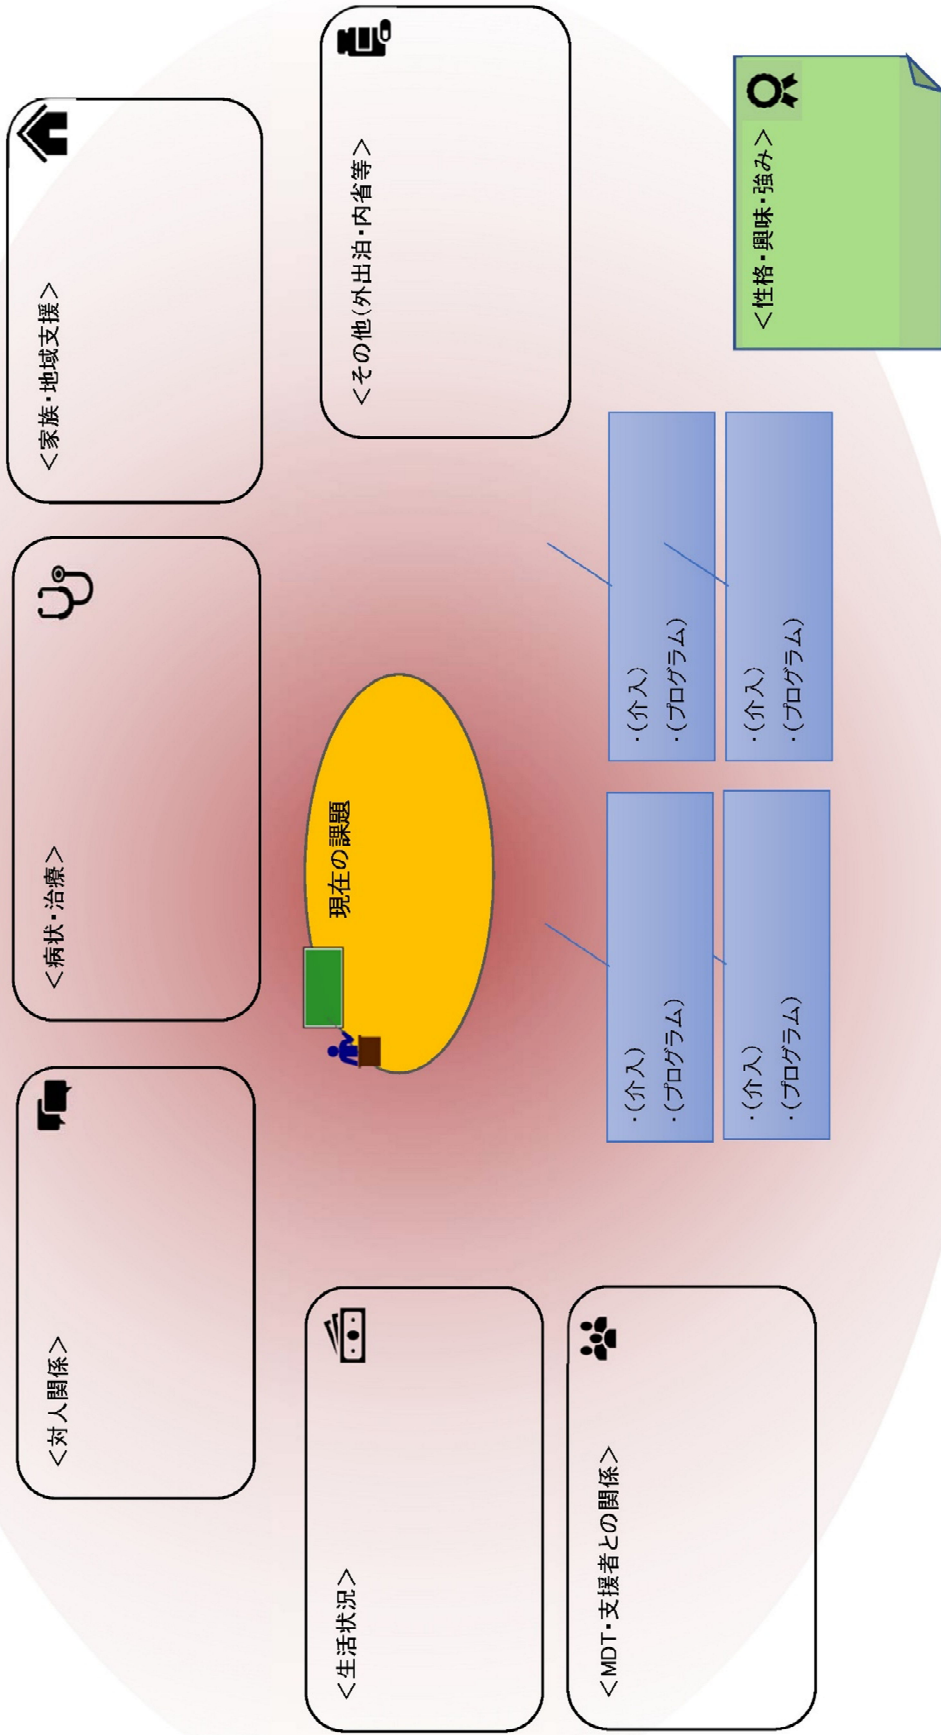 ＜対人関係＞
＜病状・治療＞
＜家族・地域支援＞
＜生活状況＞
現在の課題
＜その他（外出泊・内省等＞
＜MDT・支援者との関係＞
・（介入）
・（プログラム）
・（介入）
・（プログラム）
・（介入）
・（プログラム）
・（介入）
・（プログラム）
＜性格・興味・強み＞